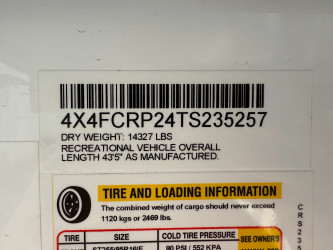 4X4FCRP24TS235257
DRY WEIGHT: 14327 LBS
RECREATIONAL VEHICLE OVERALL
LENGTH 43'5" AS MANUFACTURED.
TIRE AND LOADING INFORMATION
The combined weight of cargo should never exceed
1120 kgs or 2469 lbs.
TIRE SIZE COLD TIRE PRESSURE SEE OWNER'S
80 PSI / 552 KPA
CRS235